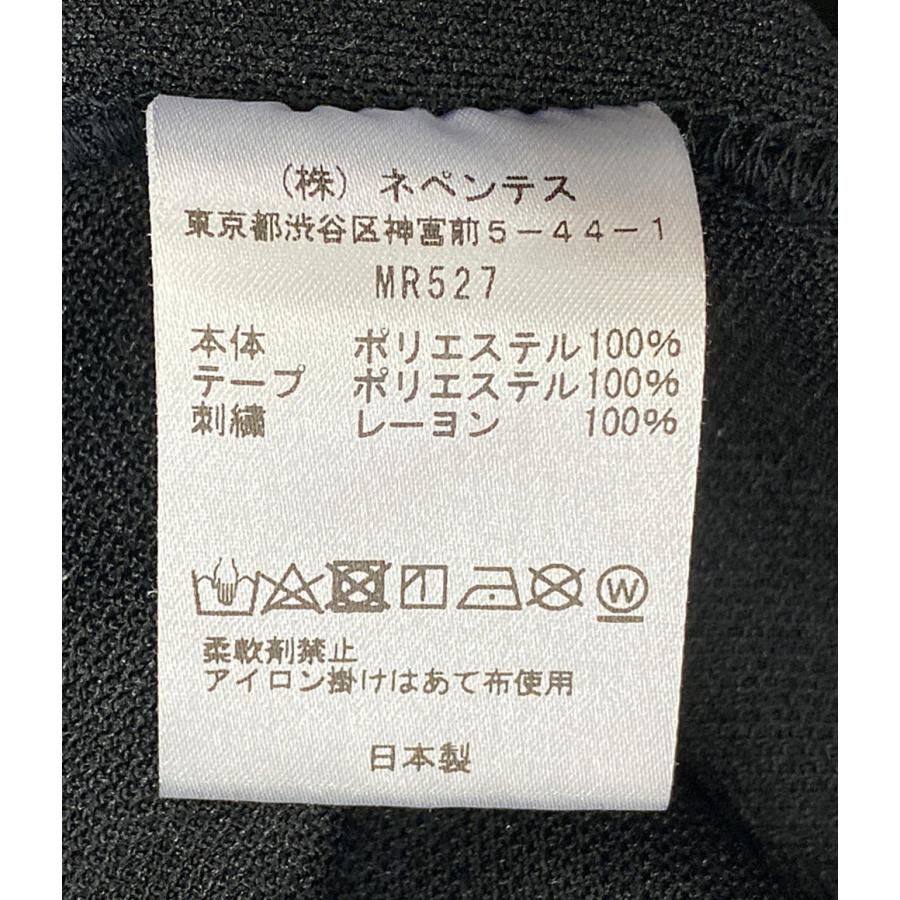 （株）ネペンテス
東京都渋谷区神宮前５－４４－１
MR527
本体 ポリエステル100%
テープ ポリエステル100%
刺繍 レーヨン 100%
W
柔軟剤禁止
アイロン掛けはあて布使用
日本製